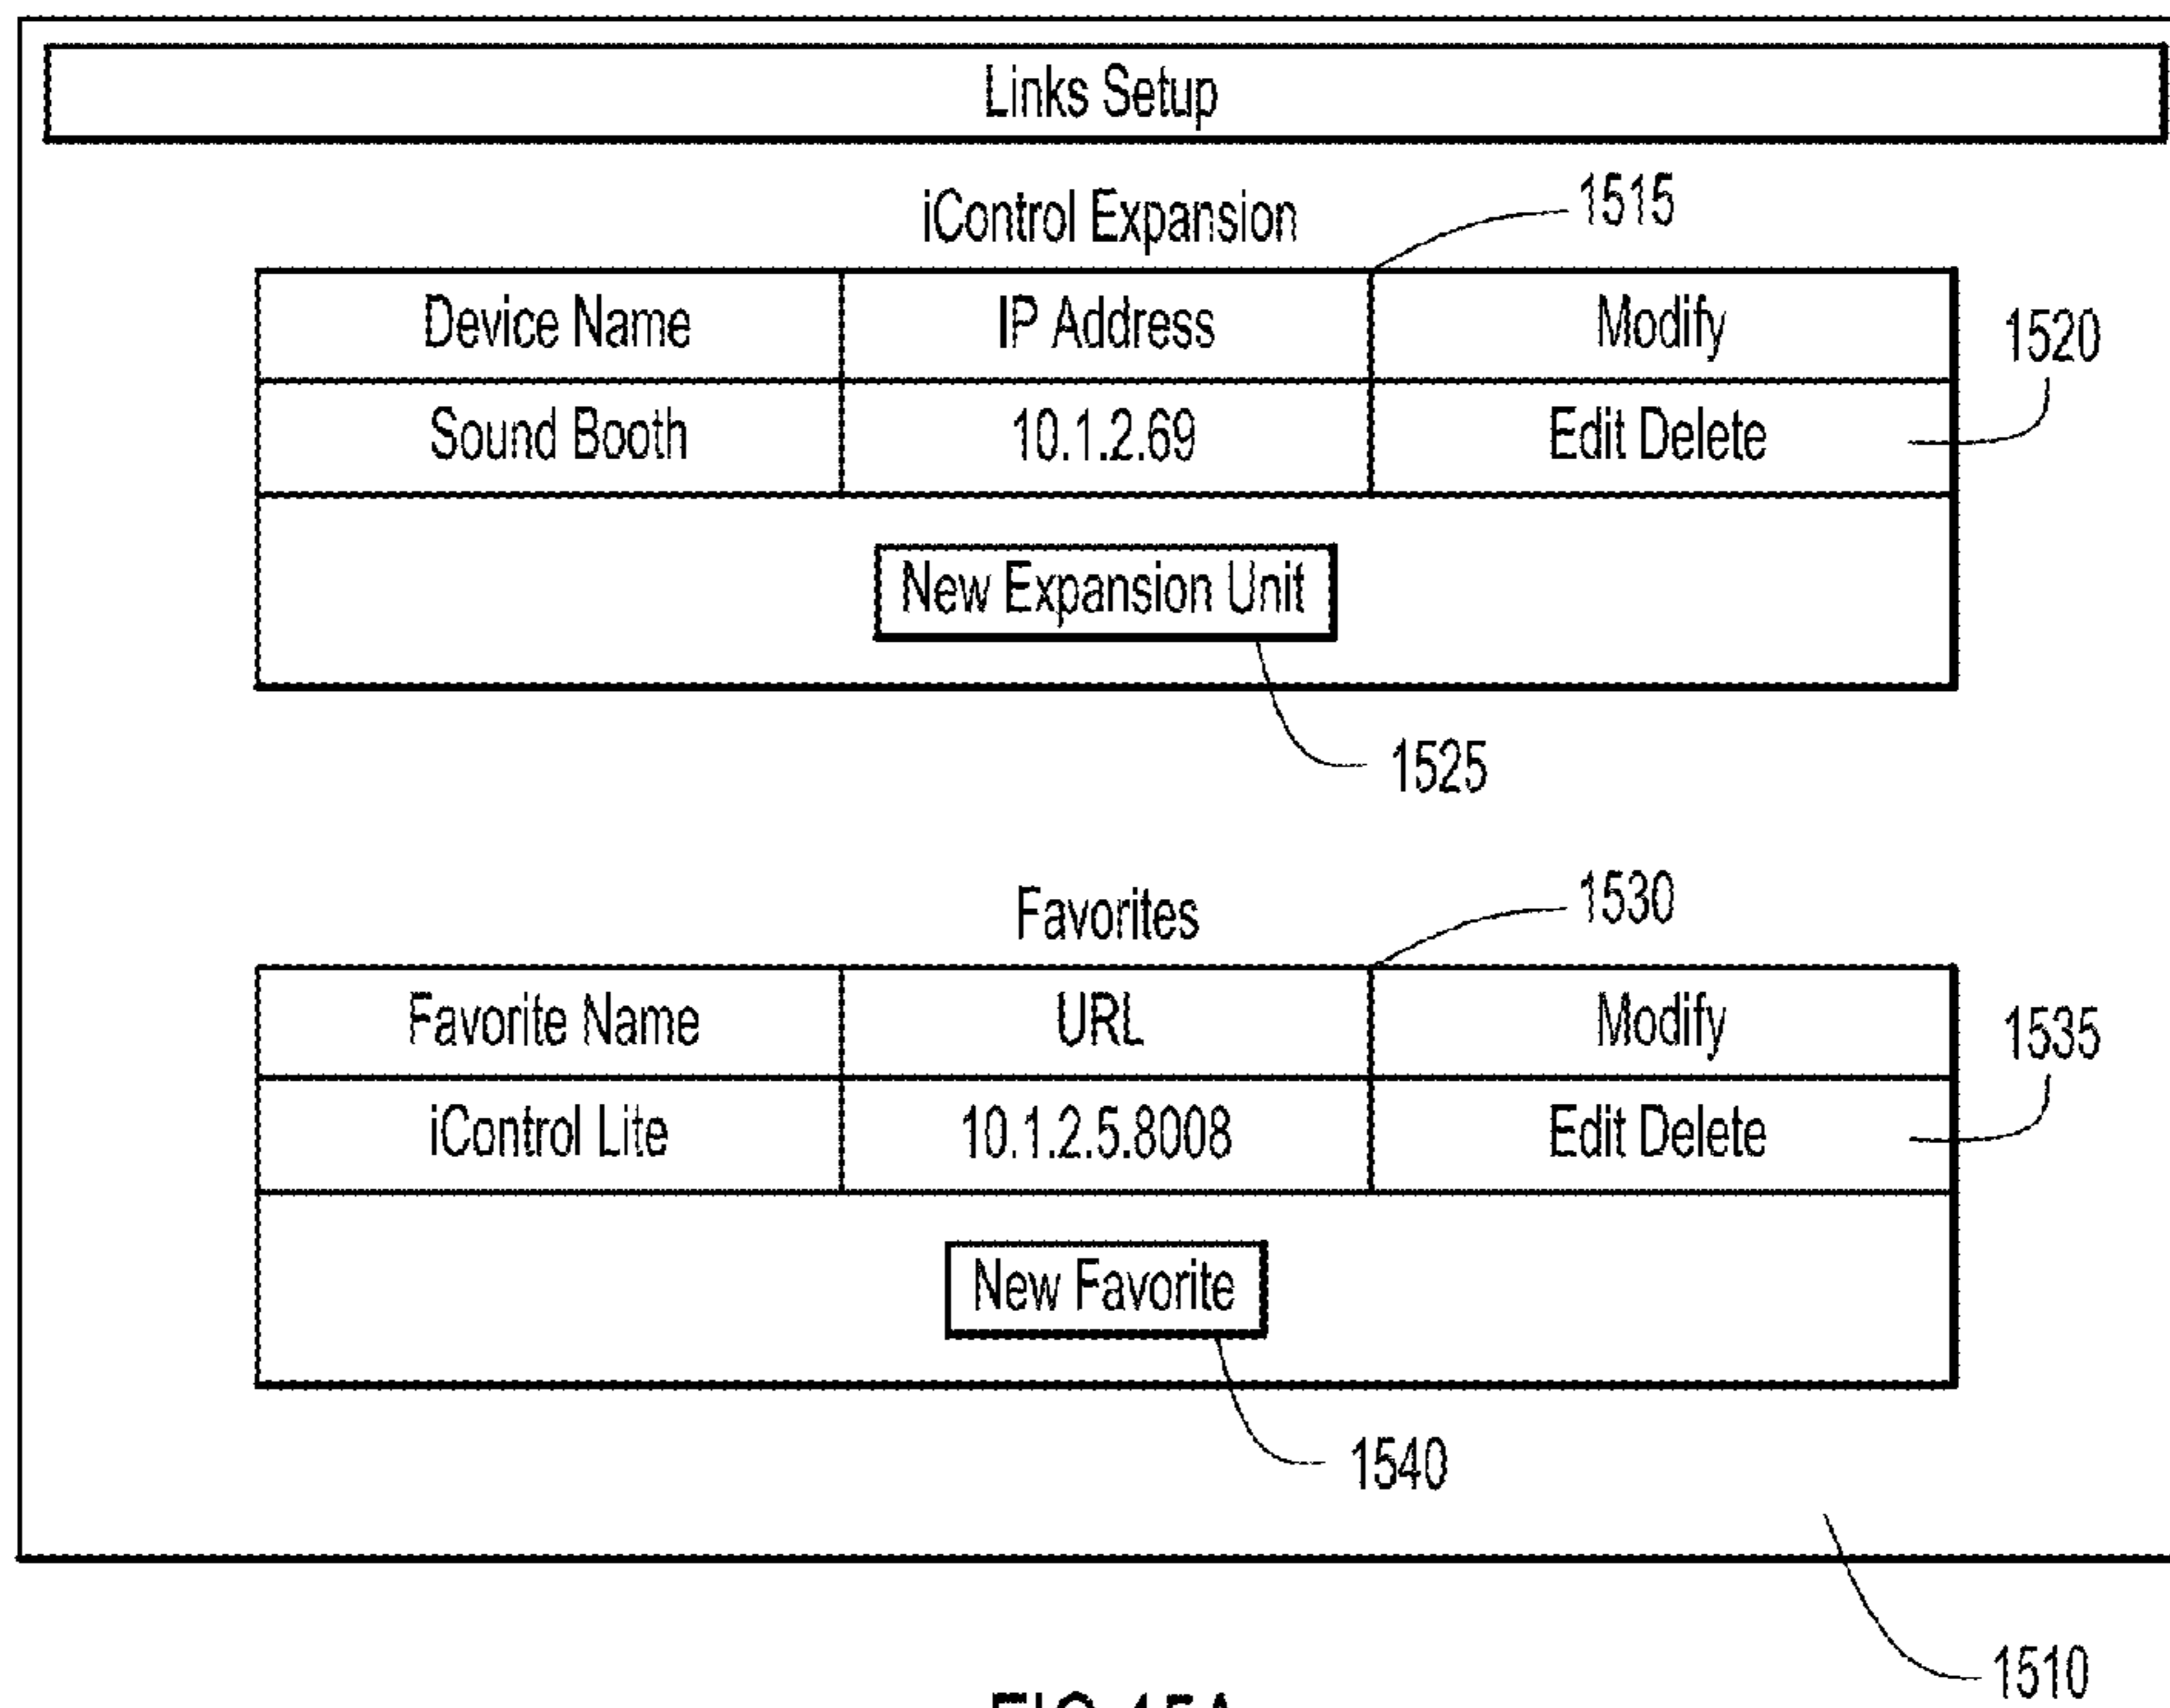 Links Setup
iControl Expansion 1515
Device Name IP Address Modify 1520
Sound Booth 10.1.2.69 Edit Delete
New Expansion Unit
1525
Favorites 1530
Favorite Name URL Modify 1535
iControl Lite 10.1.2.5.8008 Edit Delete
New Favorite
1540
1510